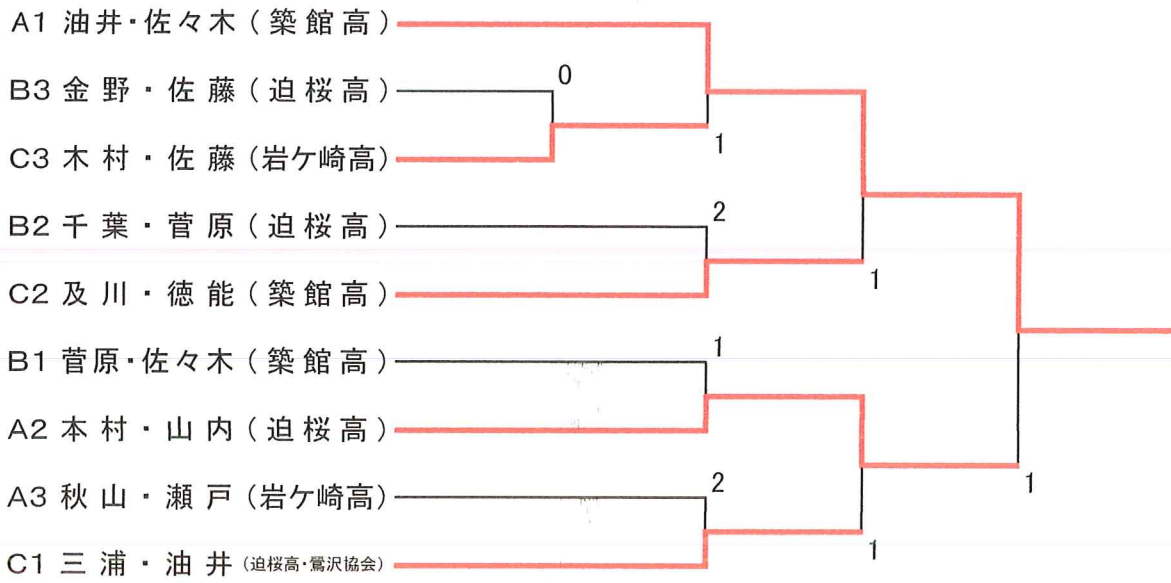 A1 油井・佐々木(築館高)
B3 金野・佐藤(迫桜高)
0
C3 木村・佐藤(岩ケ崎高)
1
B2 千葉・菅原(迫桜高)
2
C2 及川・徳能(築館高)
1
B1 菅原・佐々木(築館高)
1
A2 本村・山内(迫桜高)
A3 秋山・瀬戸(岩ケ崎高)
2
1
C1 三浦・油井(迫桜高・鶯沢協会)
1